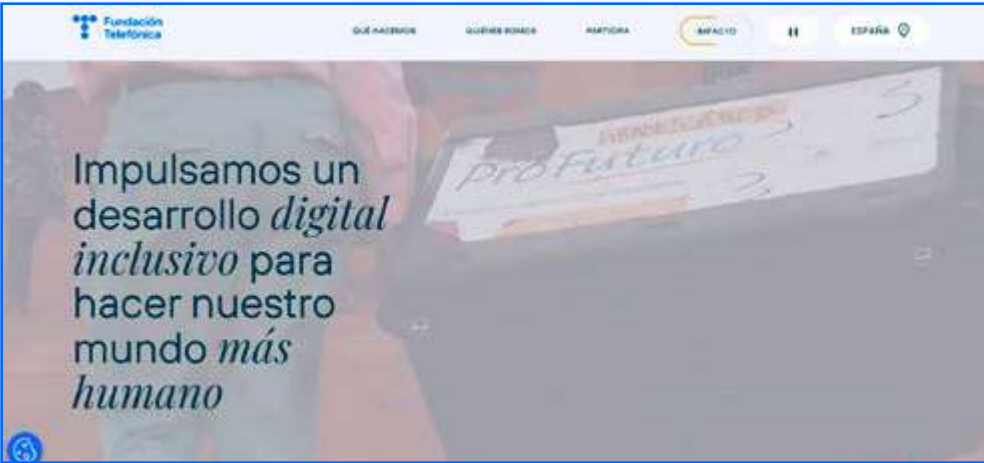 Fundación
Telefónica
QUÉ HACEMOS
QUIÉNES SOMOS
PARTICIPA
IMPACTO
ESPAÑA
ProFuturo
Impulsamos un
desarrollo digital
inclusivo para
hacer nuestro
mundo más
humano